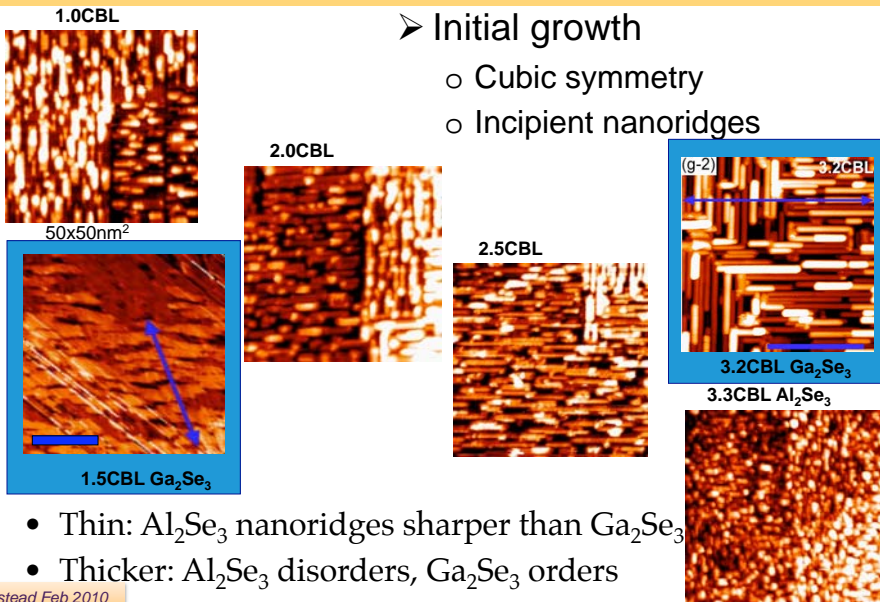 1.0CBL
➢ Initial growth
o Cubic symmetry
o Incipient nanoridges
2.0CBL
(g-2) 3.2CBL
50x50nm²
2.5CBL
3.2CBL Ga₂Se₃
3.3CBL Al₂Se₃
1.5CBL Ga₂Se₃
• Thin: Al₂Se₃ nanoridges sharper than Ga₂Se₃
• Thicker: Al₂Se₃ disorders, Ga₂Se₃ orders
stead Feb 2010